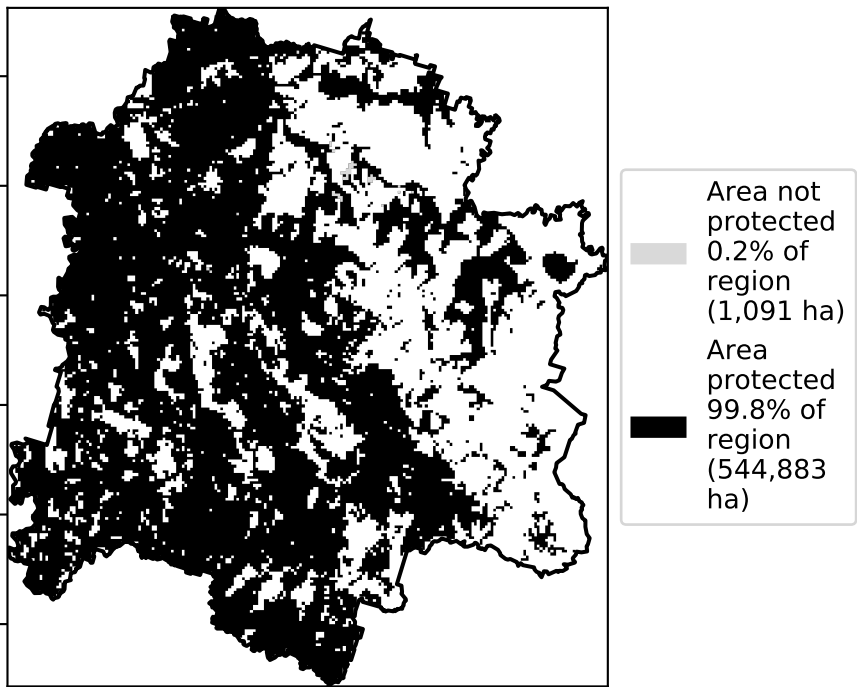 Area not
protected
0.2% of
region
(1,091 ha)
Area
protected
99.8% of
region
(544,883
ha)